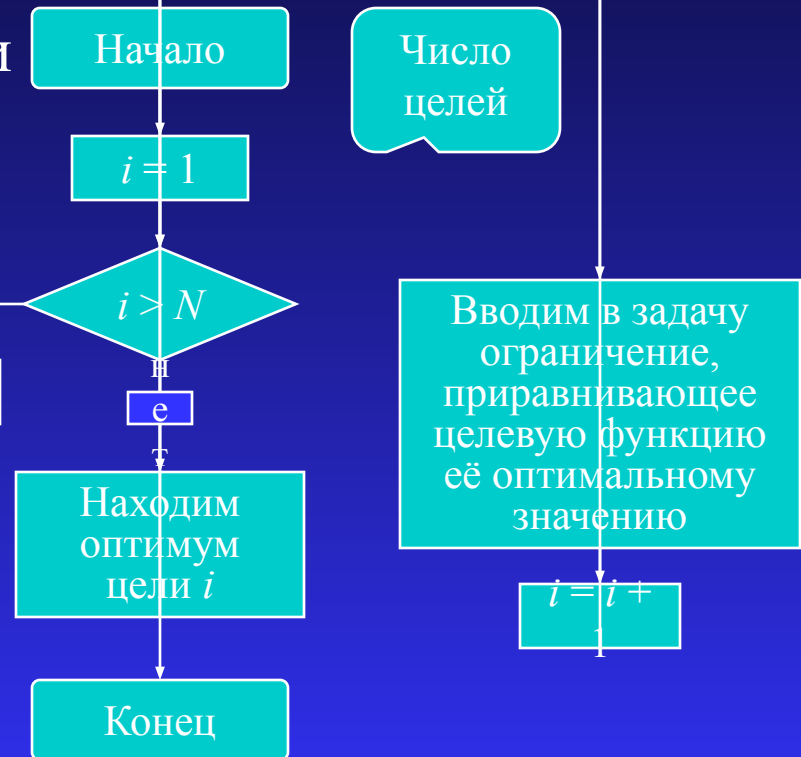 и
Начало
i = 1
i > N
н
е
т
Находим
оптимум
цели i
Конец
Число
целей
Вводим в задачу
ограничение,
приравнивающее
целевую функцию
её оптимальному
значению
i = i +
1